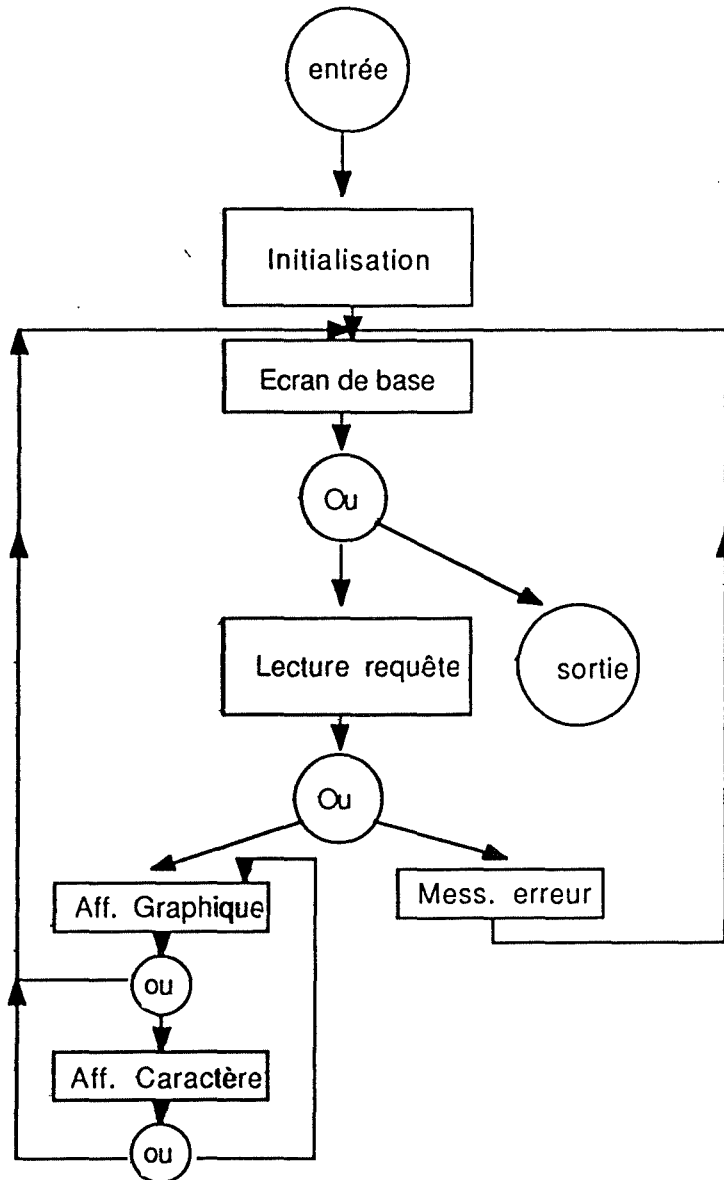 entrée
Initialisation
Ecran de base
Ou
Lecture requête
sortie
Ou
Aff. Graphique
Mess. erreur
ou
Aff. Caractère
ou